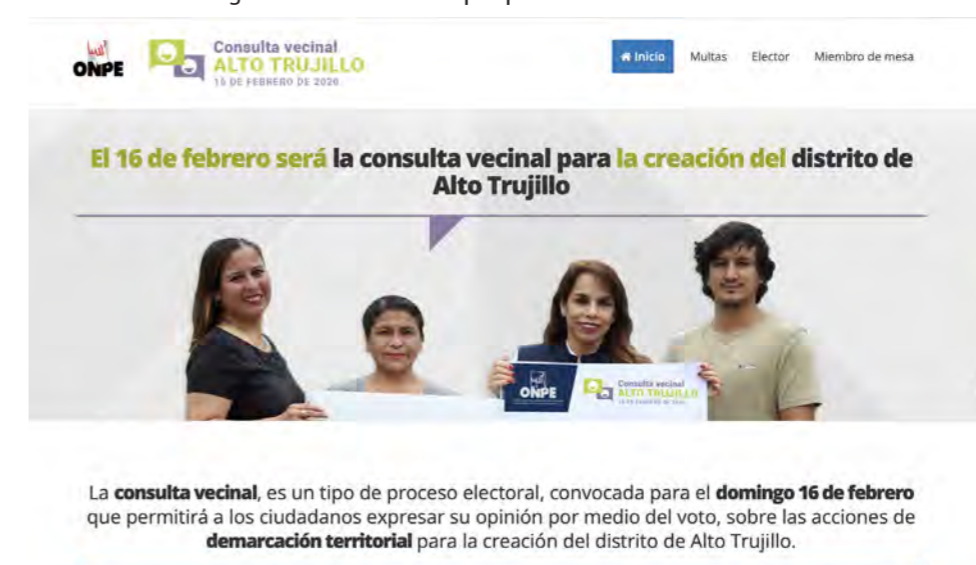 ONPE
Consulta vecinal
ALTO TRUJILLO
16 DE FEBRERO DE 2020
Inicio Multas Elector Miembro de mesa
El 16 de febrero será la consulta vecinal para la creación del distrito de
Alto Trujillo
ONPE
Consulta vecinal
ALTO TRUJILLO
La consulta vecinal, es un tipo de proceso electoral, convocada para el domingo 16 de febrero
que permitirá a los ciudadanos expresar su opinión por medio del voto, sobre las acciones de
demarcación territorial para la creación del distrito de Alto Trujillo.